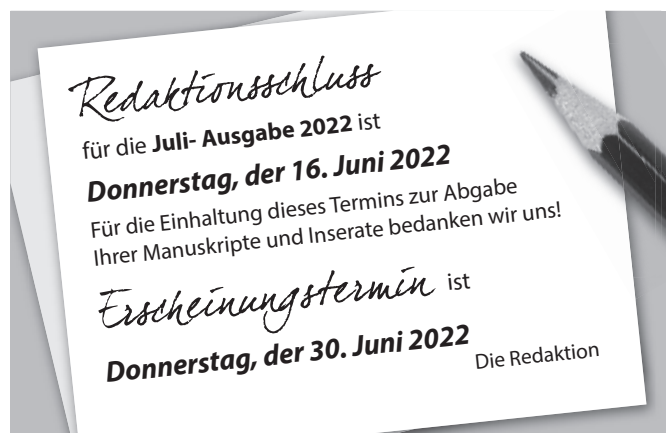 Redaktionsschluss
für die Juli- Ausgabe 2022 ist
Donnerstag, der 16. Juni 2022
Für die Einhaltung dieses Termins zur Abgabe
Ihrer Manuskripte und Inserate bedanken wir uns!
Erscheinungstermin ist
Donnerstag, der 30. Juni 2022
Die Redaktion